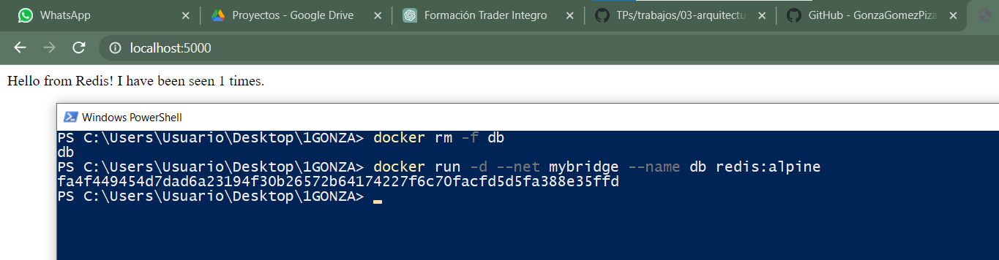 WhatsApp
Proyectos - Google Drive
Formación Trader Integro
TPs/trabajos/03-arquitectu
GitHub - GonzaGomezPiza
localhost:5000
Hello from Redis! I have been seen 1 times.
Windows PowerShell
PS C:\Users\Usuario\Desktop\1GONZA> docker rm -f db
db
PS C:\Users\Usuario\Desktop\1GONZA> docker run -d --net mybridge --name db redis:alpine
fa4f449454d7dad6a23194f30b26572b64174227f6c70facfd5d5fa388e35ffd
PS C:\Users\Usuario\Desktop\1GONZA>